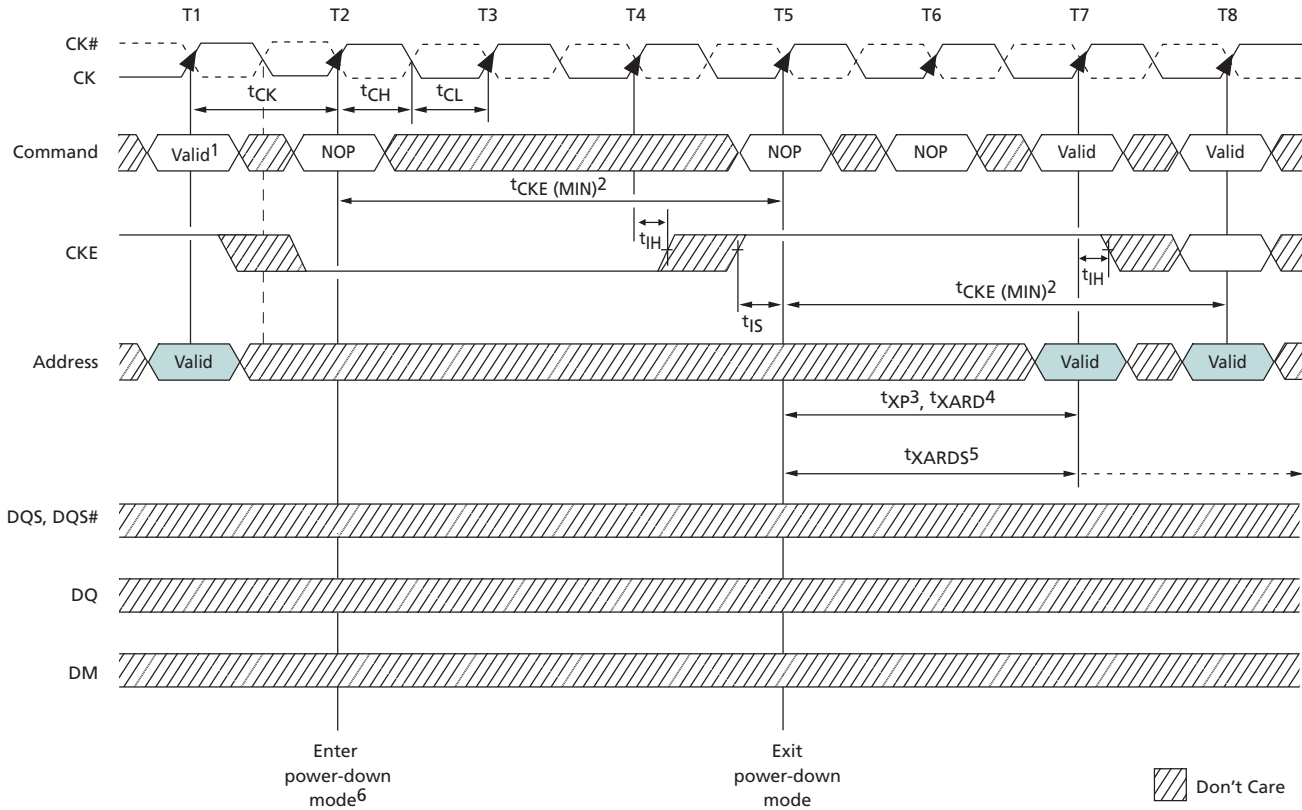 T1 T2 T3 T4 T5 T6 T7 T8
CK#
CK
tCK tCH tCL
Command Valid1 NOP NOP NOP Valid Valid
tCKE (MIN)2
tIH
CKE
tIH
tCKE (MIN)2
tIS
Address Valid Valid Valid
tXP3, tXARD4
tXARDS5
DQS, DQS#
DQ
DM
Enter
power-down
mode6
Exit
power-down
mode
Don't Care